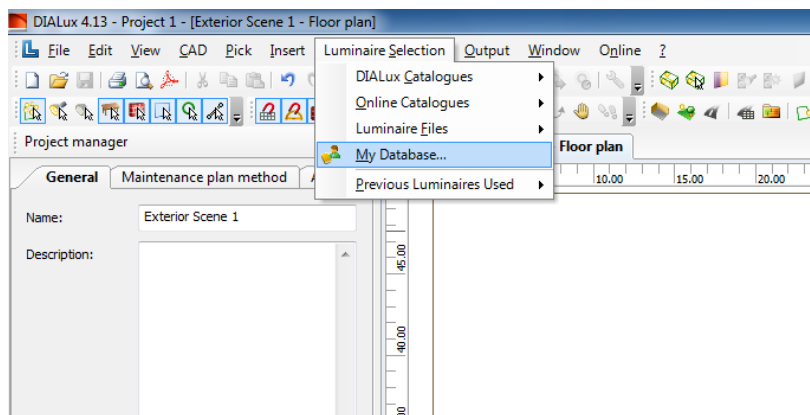 DIALux 4.13 - Project 1 - [Exterior Scene 1 - Floor plan]
File Edit View CAD Pick Insert Luminaire Selection Output Window Online ?
DIALux Catalogues
Online Catalogues
Luminaire Files
My Database...
Previous Luminaires Used
Project manager
Floor plan
General Maintenance plan method
10.00 15.00 20.00
Name: Exterior Scene 1
Description:
45.00
40.00